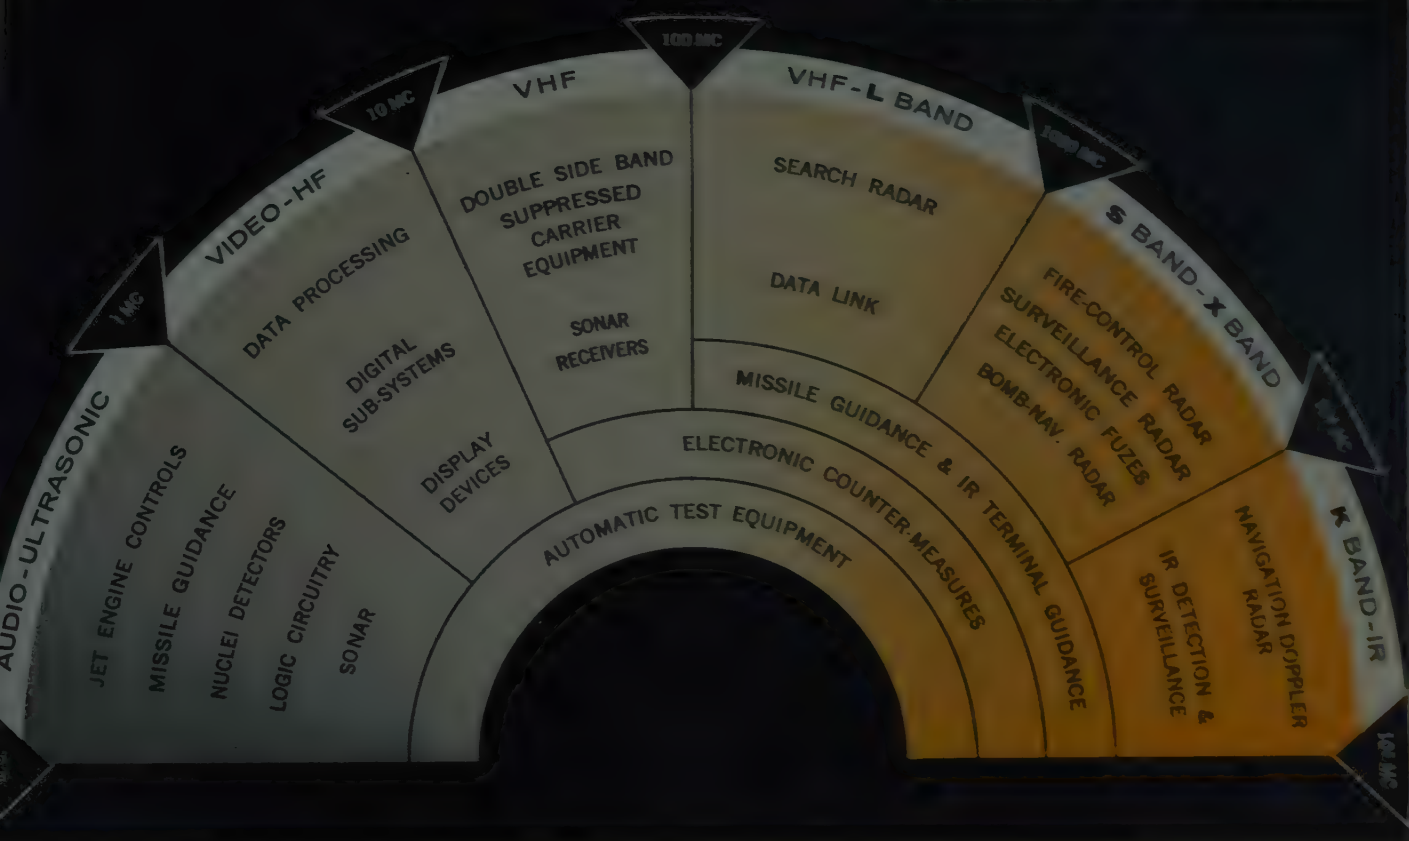 AUDIO-ULTRASONIC
JET ENGINE CONTROLS
MISSILE GUIDANCE
NUCLEI DETECTORS
LOGIC CIRCUITRY
SONAR
1 MC
VIDEO-HF
DATA PROCESSING
DIGITAL
SUB-SYSTEMS
DISPLAY
DEVICES
10 MC
VHF
DOUBLE SIDE BAND
SUPPRESSED
CARRIER
EQUIPMENT
SONAR
RECEIVERS
100 MC
VHF-L BAND
SEARCH RADAR
DATA LINK
1000 MC
S BAND-X BAND
FIRE-CONTROL RADAR
SURVEILLANCE RADAR
ELECTRONIC FUZES
BOMB-NAV. RADAR
K BAND-IR
NAVIGATION DOPPLER
RADAR
IR DETECTION &
SURVEILLANCE
MISSILE GUIDANCE & IR TERMINAL GUIDANCE
ELECTRONIC COUNTER-MEASURES
AUTOMATIC TEST EQUIPMENT